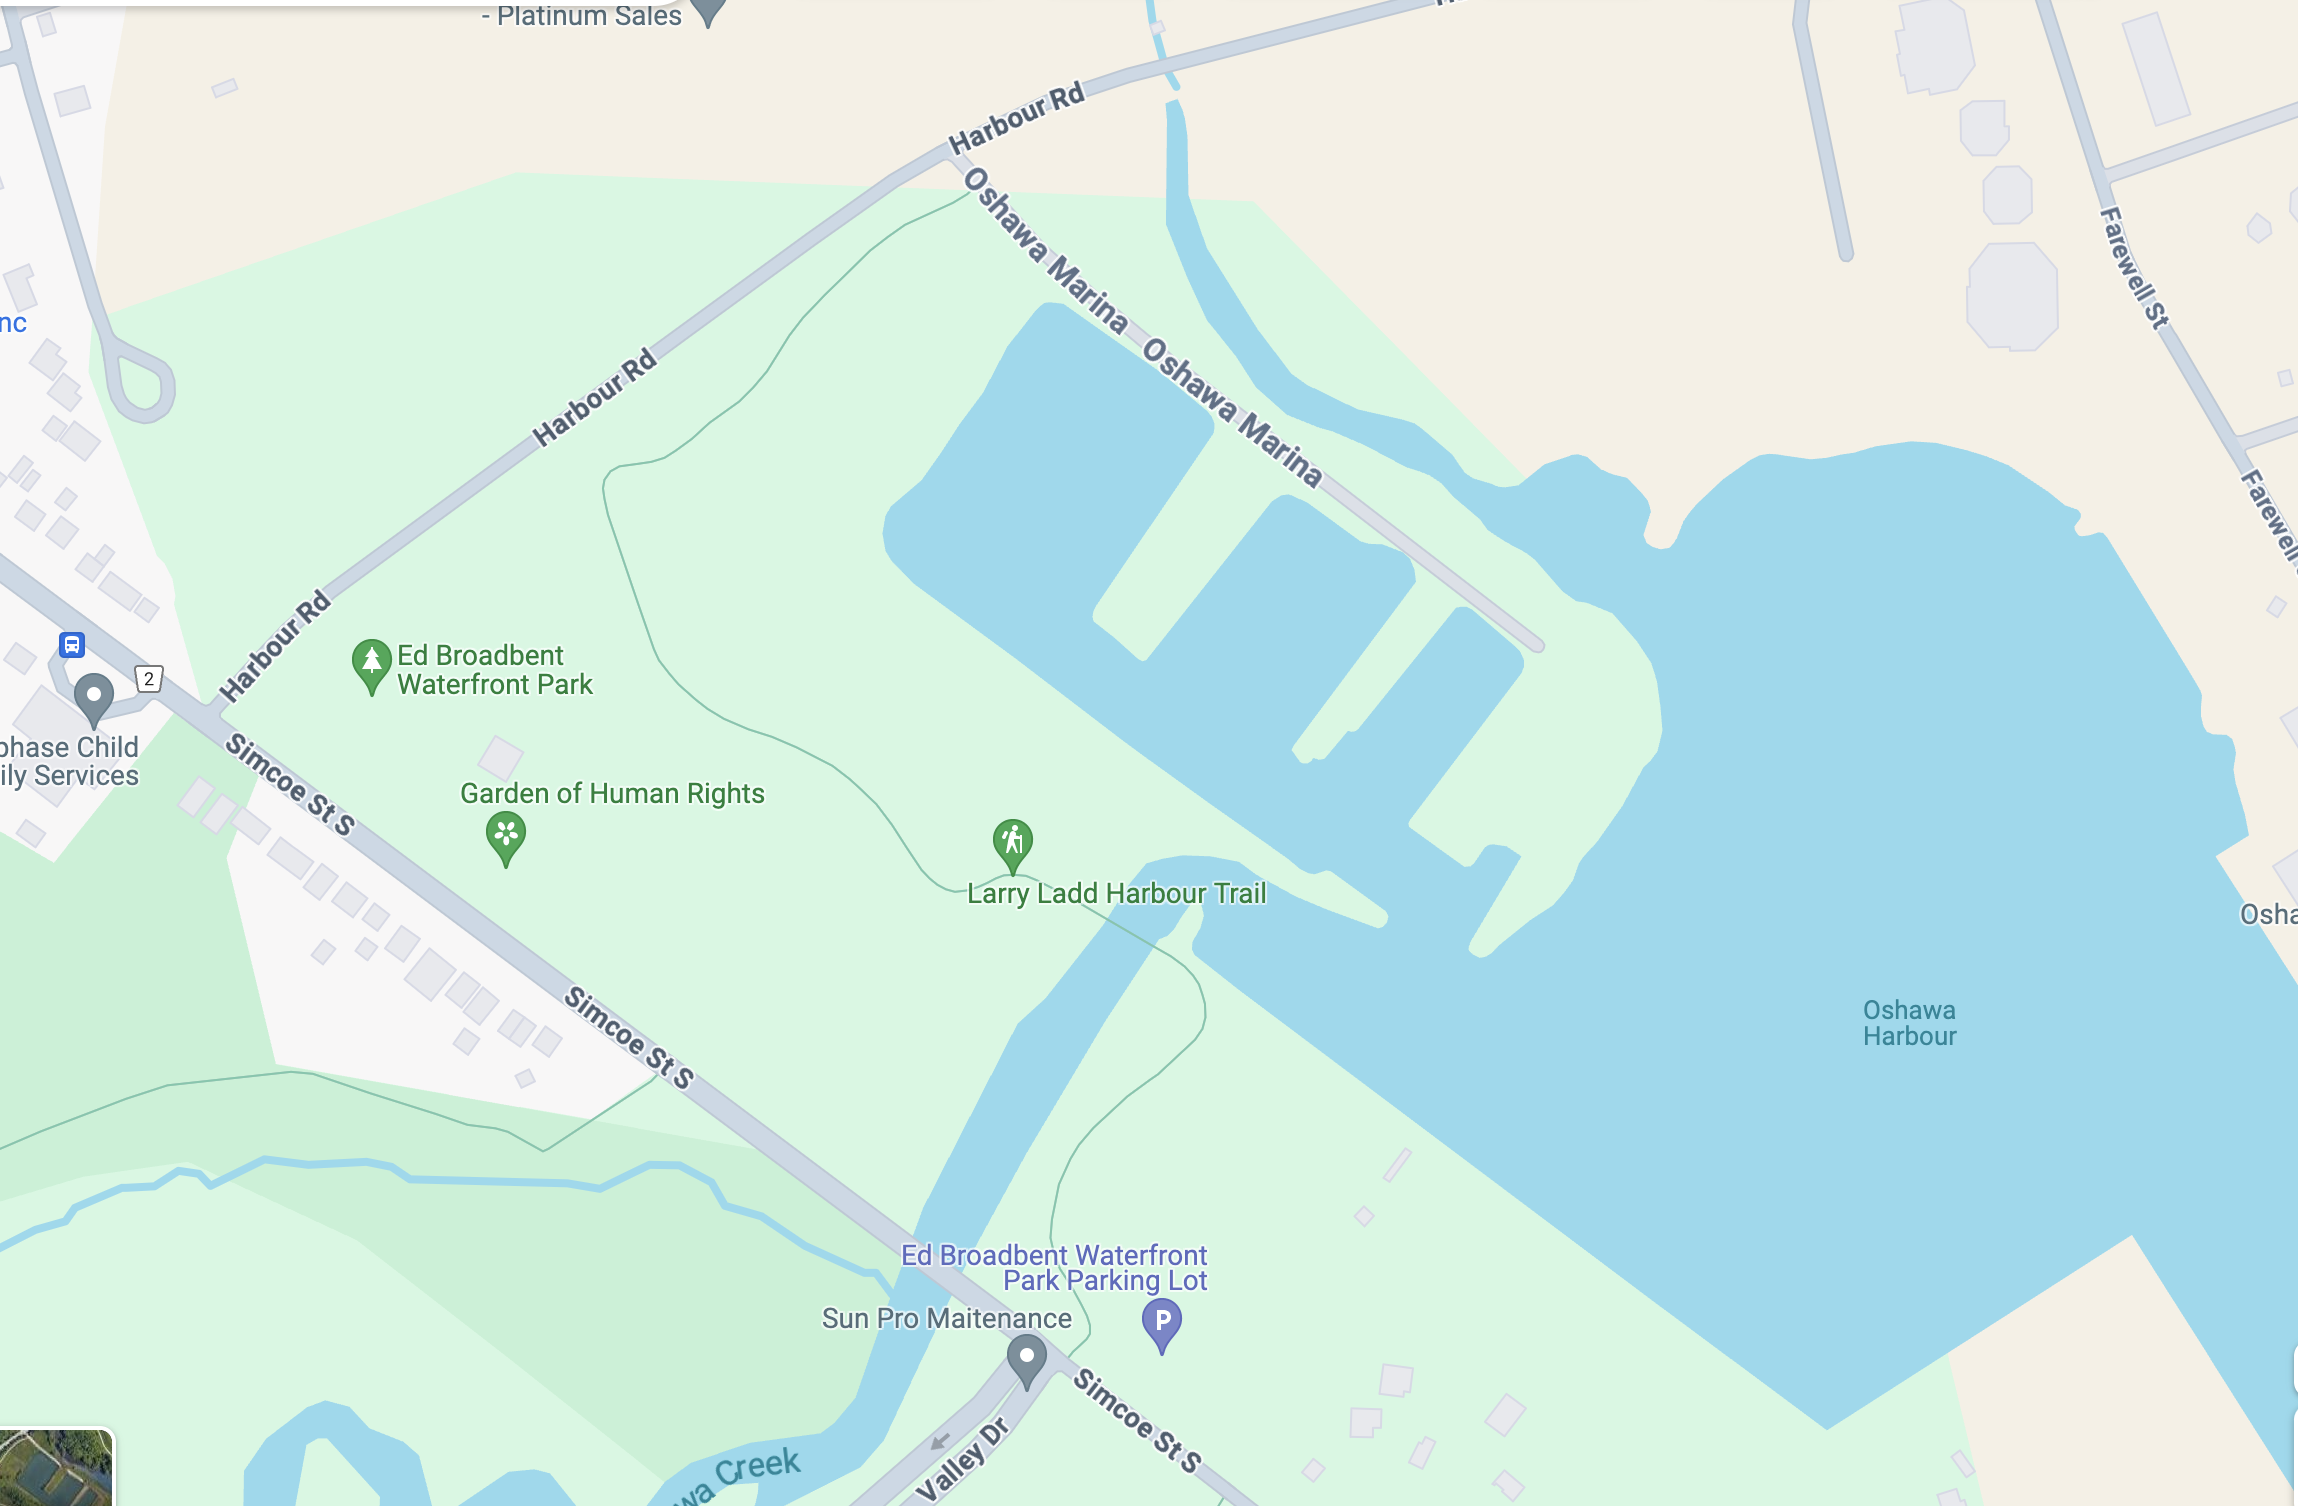 - Platinum Sales
Harbour Rd
Oshawa Marina
Farewell St
nc
Harbour Rd
Oshawa Marina
Farewell
Harbour Rd
2
Ed Broadbent
Waterfront Park
phase Child
ily Services
Simcoe St S
Garden of Human Rights
Larry Ladd Harbour Trail
Osha
Simcoe St S
Oshawa
Harbour
Ed Broadbent Waterfront
Park Parking Lot
P
Sun Pro Maitenance
Simcoe St S
Valley Dr
wa Creek